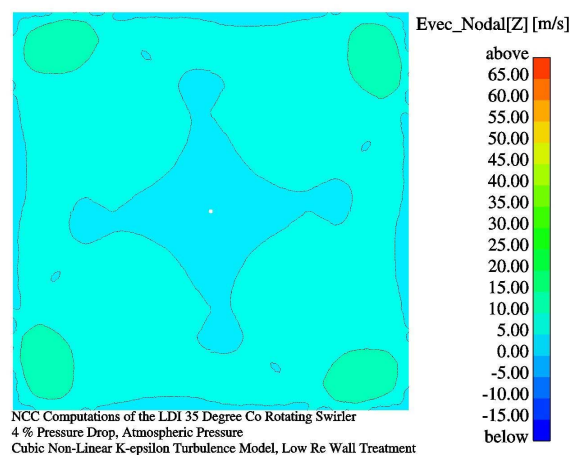 Evec_Nodal[Z] [m/s]
above
65.00
60.00
55.00
50.00
45.00
40.00
35.00
30.00
25.00
20.00
15.00
10.00
5.00
0.00
-5.00
-10.00
-15.00
below
NCC Computations of the LDI 35 Degree Co Rotating Swirler
4 % Pressure Drop, Atmospheric Pressure
Cubic Non-Linear K-epsilon Turbulence Model, Low Re Wall Treatment